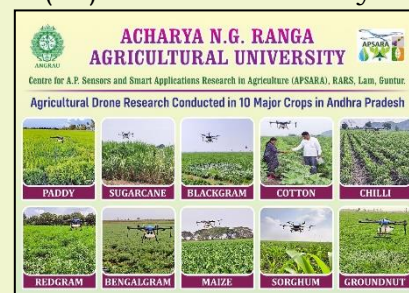 ACHARYA N.G. RANGA
AGRICULTURAL UNIVERSITY
ANGRAU
APSARA
Centre for A.P. Sensors and Smart Applications Research in Agriculture (APSARA), RARS, Lam, Guntur.
Agricultural Drone Research Conducted in 10 Major Crops in Andhra Pradesh
PADDY SUGARCANE BLACKGRAM COTTON CHILLI
REDGRAM BENGALGRAM MAIZE SORGHUM GROUNDNUT